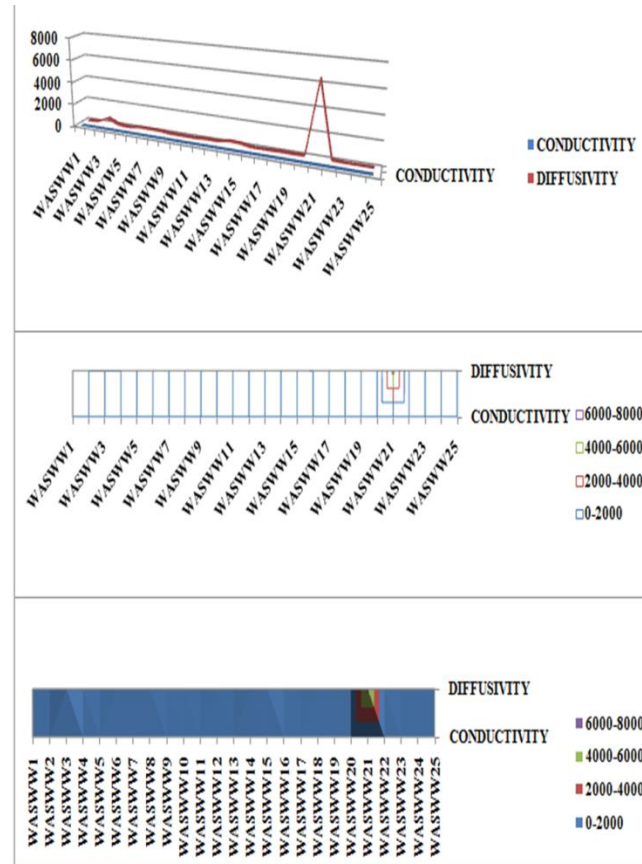 8000
6000
4000
2000
0
CONDUCTIVITY
WASWW1
WASWW3
WASWW5
WASWW7
WASWW9
WASWW11
WASWW13
WASWW15
WASWW17
WASWW19
WASWW21
WASWW23
WASWW25
CONDUCTIVITY
DIFFUSIVITY
DIFFUSIVITY
CONDUCTIVITY
WASWW1
WASWW3
WASWW5
WASWW7
WASWW9
WASWW11
WASWW13
WASWW15
WASWW17
WASWW19
WASWW21
WASWW23
WASWW25
6000-8000
4000-6000
2000-4000
0-2000
DIFFUSIVITY
CONDUCTIVITY
WASWW1
WASWW2
WASWW3
WASWW4
WASWW5
WASWW6
WASWW7
WASWW8
WASWW9
WASWW10
WASWW11
WASWW12
WASWW13
WASWW14
WASWW15
WASWW16
WASWW17
WASWW18
WASWW19
WASWW20
WASWW21
WASWW22
WASWW23
WASWW24
WASWW25
6000-8000
4000-6000
2000-4000
0-2000